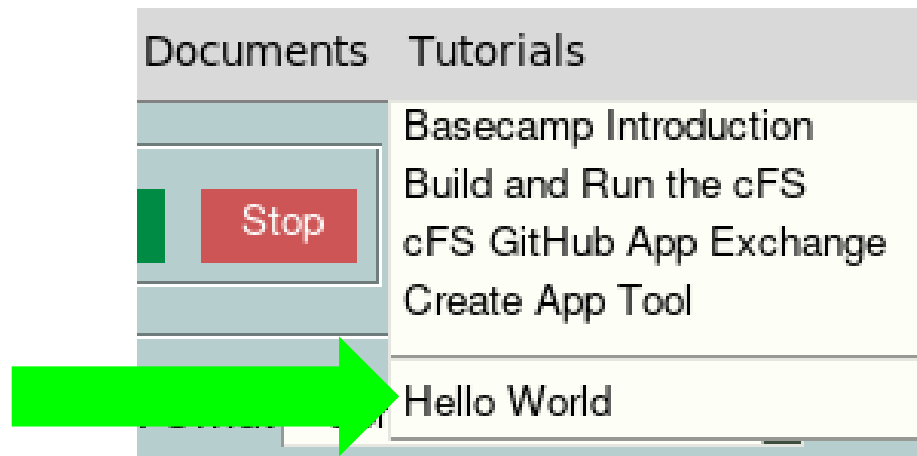 Documents Tutorials
Basecamp Introduction
Build and Run the cFS
Stop
cFS GitHub App Exchange
Create App Tool
Hello World